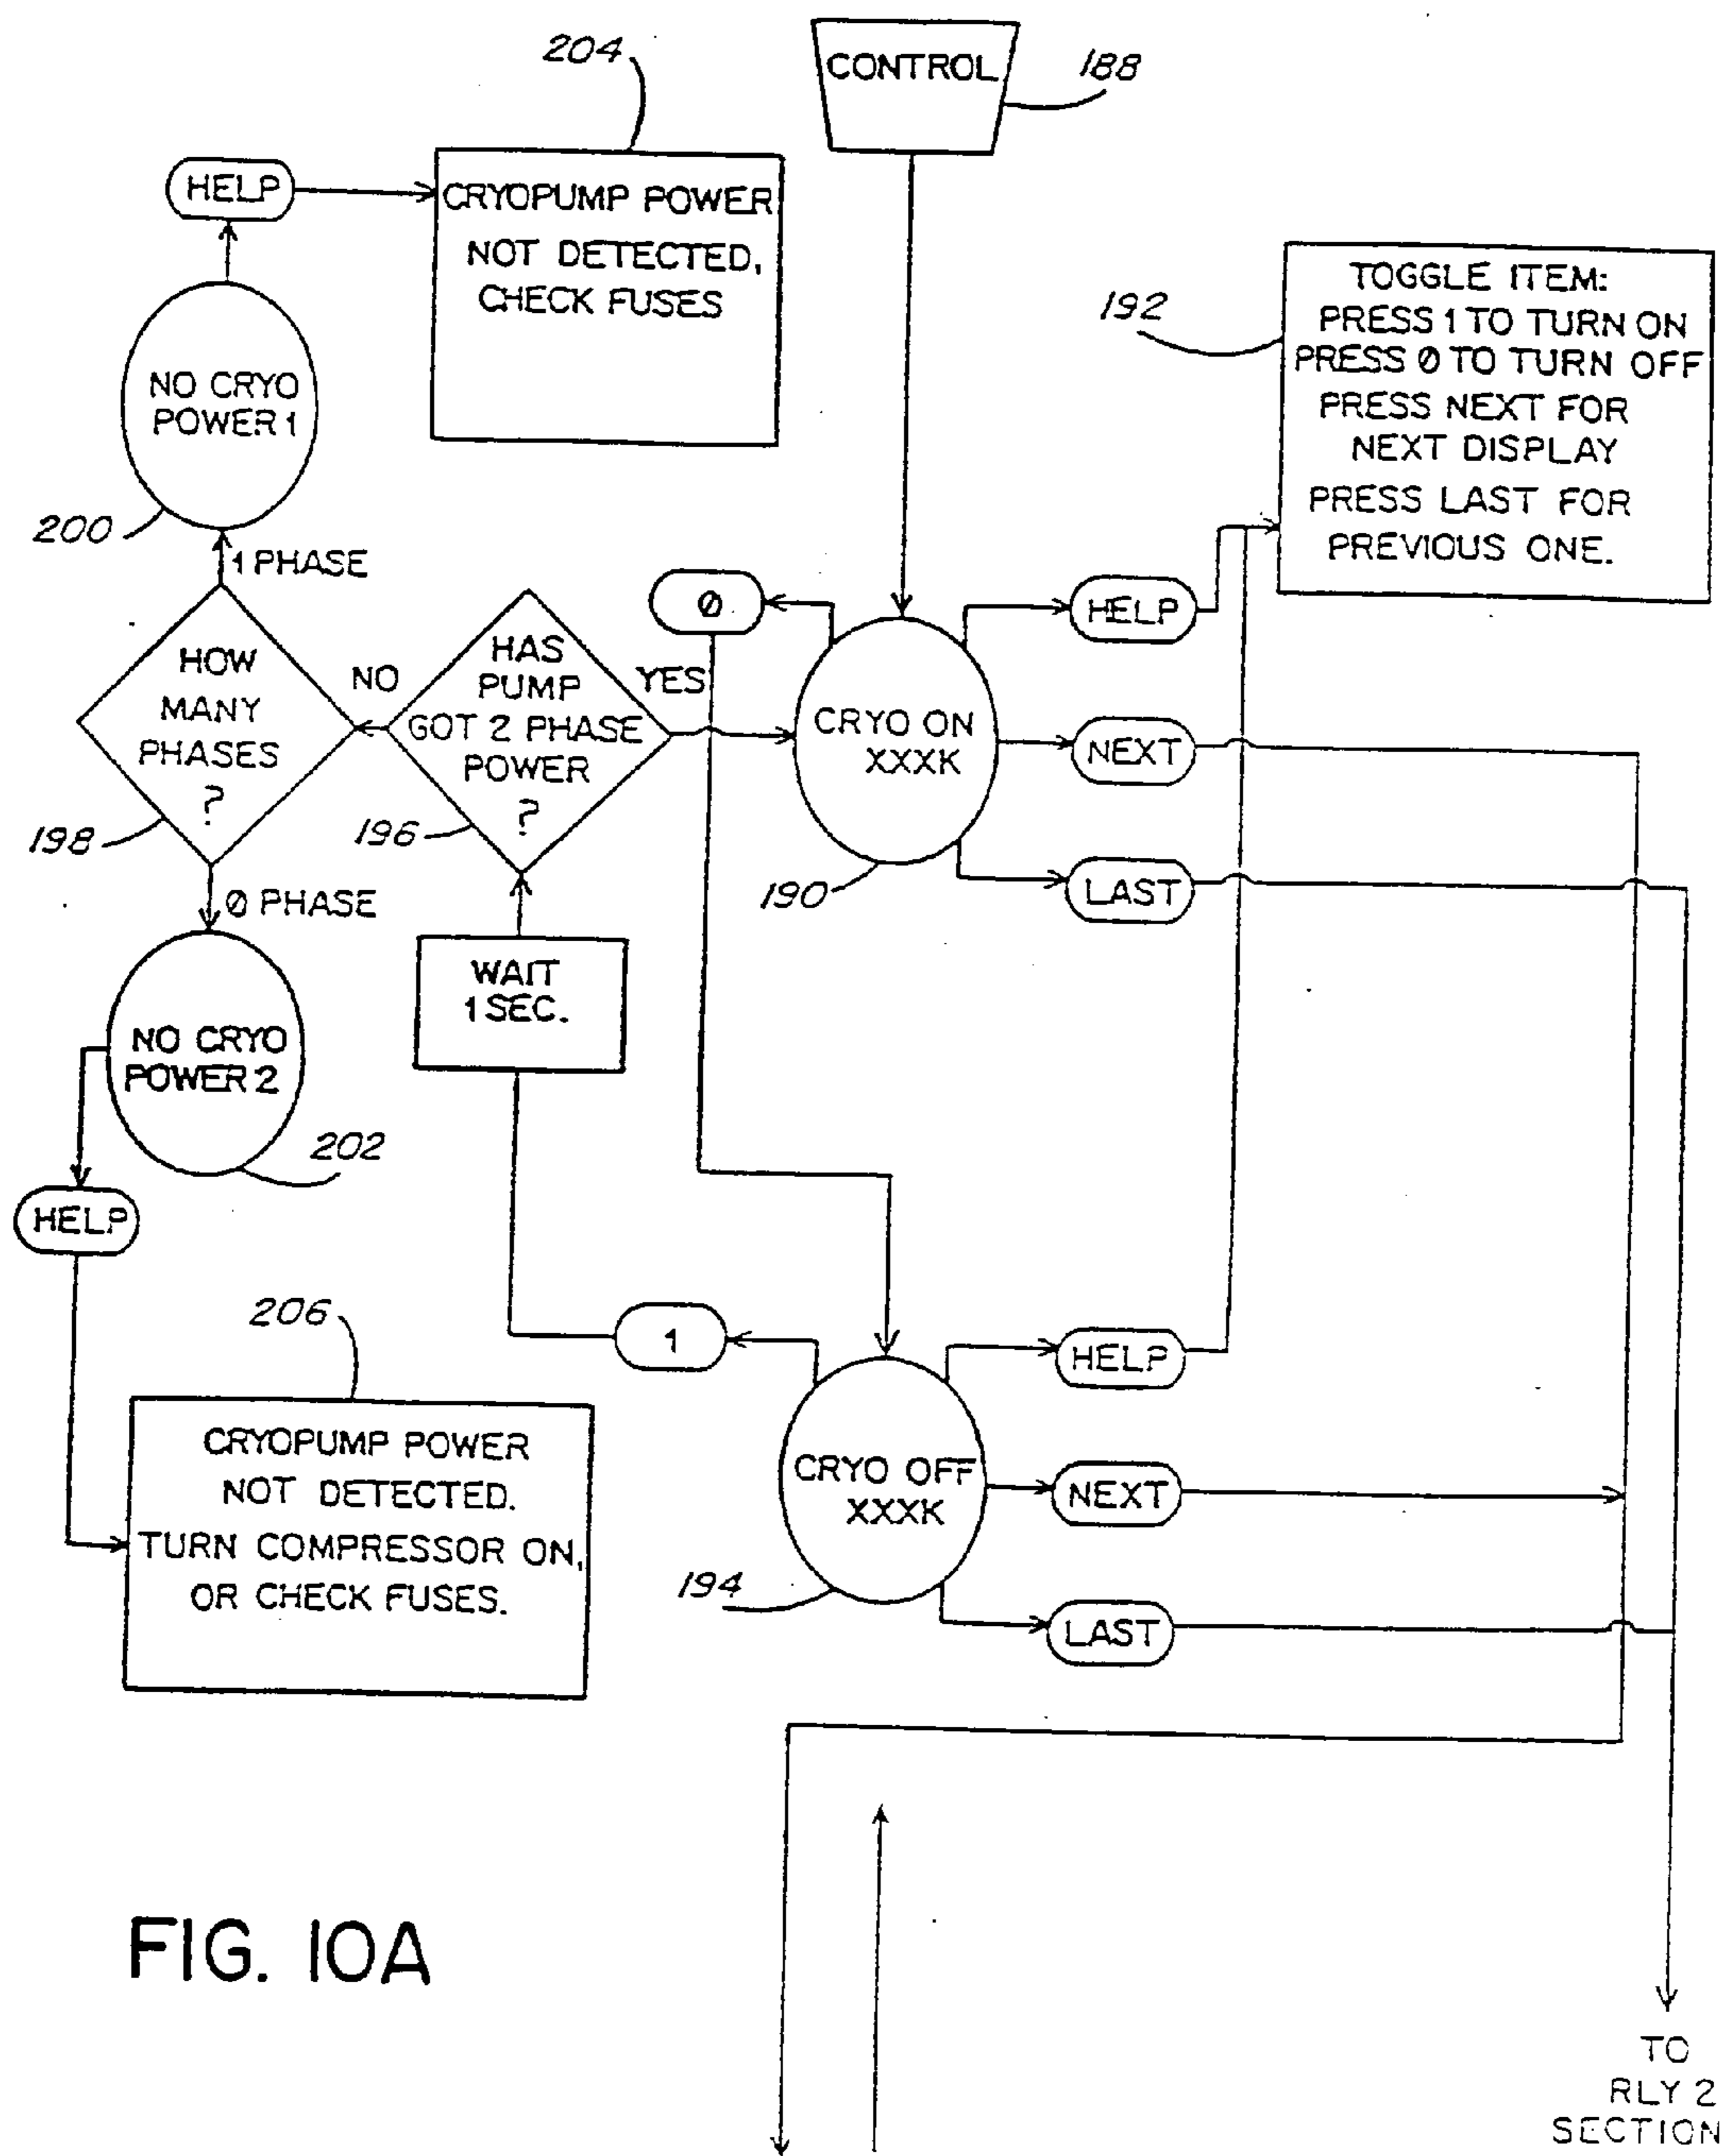 204
CONTROL
188
HELP
CRYOPUMP POWER
NOT DETECTED,
CHECK FUSES
192
TOGGLE ITEM:
PRESS 1 TO TURN ON
PRESS 0 TO TURN OFF
PRESS NEXT FOR
NEXT DISPLAY
PRESS LAST FOR
PREVIOUS ONE.
NO CRYO
POWER 1
200
1 PHASE
0
HELP
HOW
MANY
PHASES
?
198
NO
HAS
PUMP
GOT 2 PHASE
POWER
?
196
YES
CRYO ON
XXXK
190
NEXT
LAST
0 PHASE
WAIT
1 SEC.
NO CRYO
POWER 2
202
HELP
206
1
HELP
CRYOPUMP POWER
NOT DETECTED.
TURN COMPRESSOR ON,
OR CHECK FUSES.
CRYO OFF
XXXK
194
NEXT
LAST
FIG. 10A
TO
RLY 2
SECTION